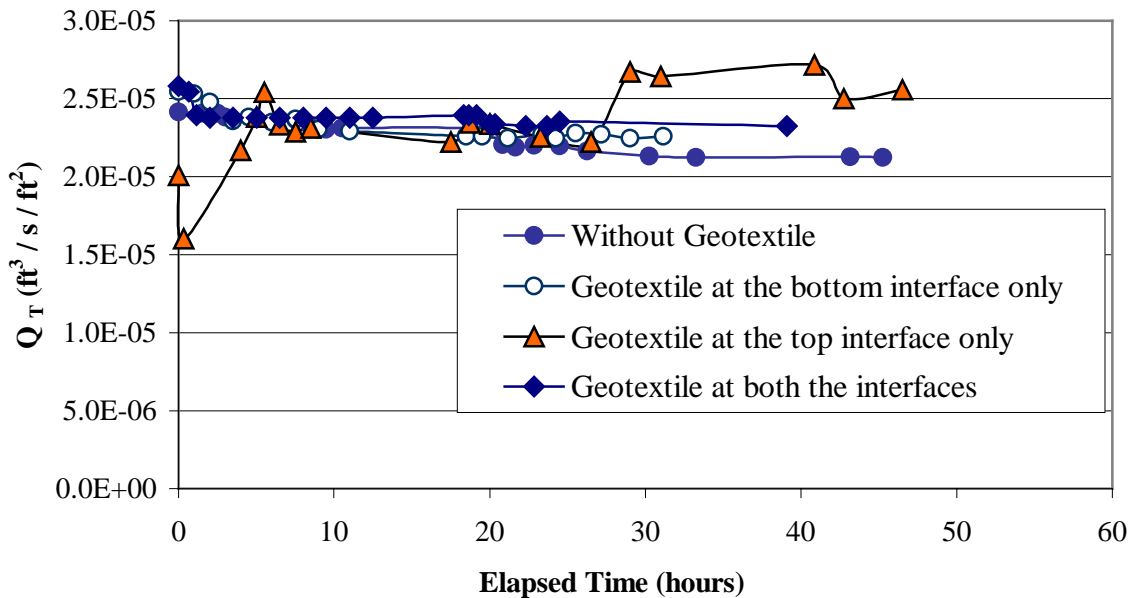 3.0E-05
2.5E-05
2.0E-05
1.5E-05
1.0E-05
5.0E-06
0.0E+00
Q T (ft³ / s / ft²)
Without Geotextile
Geotextile at the bottom interface only
Geotextile at the top interface only
Geotextile at both the interfaces
0 10 20 30 40 50 60
Elapsed Time (hours)